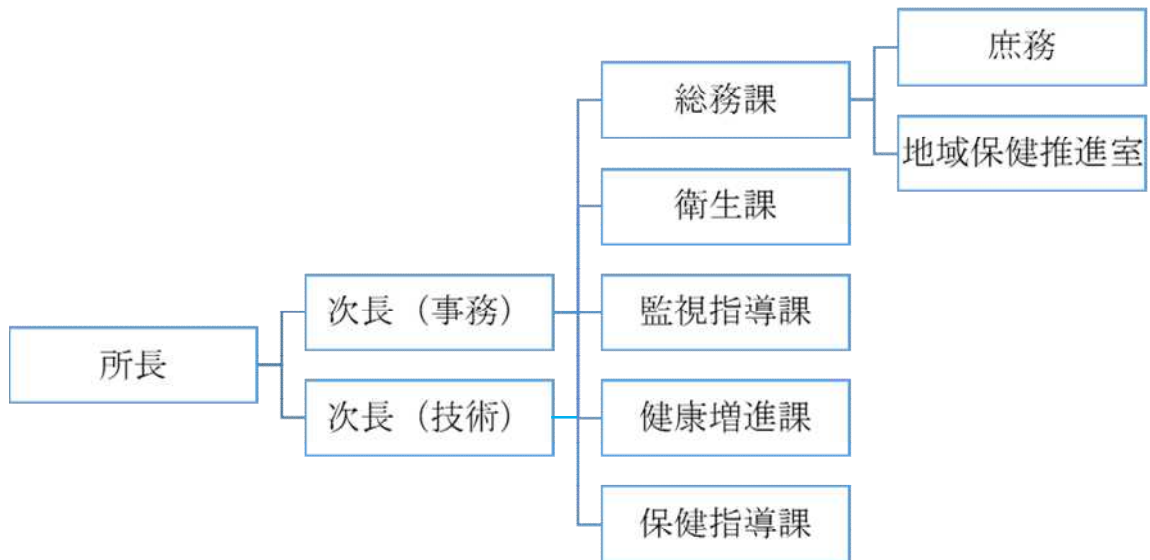 庶務
総務課
地域保健推進室
衛生課
次長（事務）
監視指導課
所長
次長（技術）
健康増進課
保健指導課